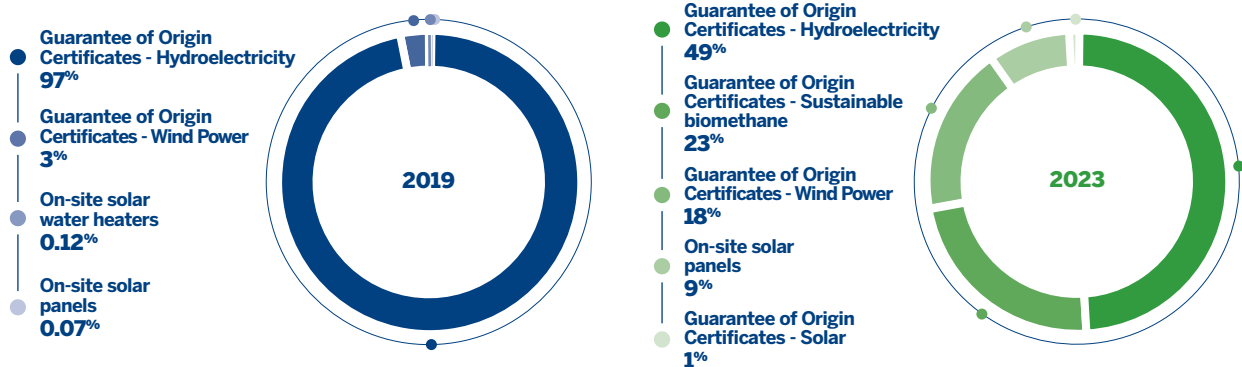 Guarantee of Origin
Certificates - Hydroelectricity
97%
Guarantee of Origin
Certificates - Wind Power
3%
On-site solar
water heaters
0.12%
On-site solar
panels
0.07%
2019
Guarantee of Origin
Certificates - Hydroelectricity
49%
Guarantee of Origin
Certificates - Sustainable
biomethane
23%
Guarantee of Origin
Certificates - Wind Power
18%
On-site solar
panels
9%
Guarantee of Origin
Certificates - Solar
1%
2023